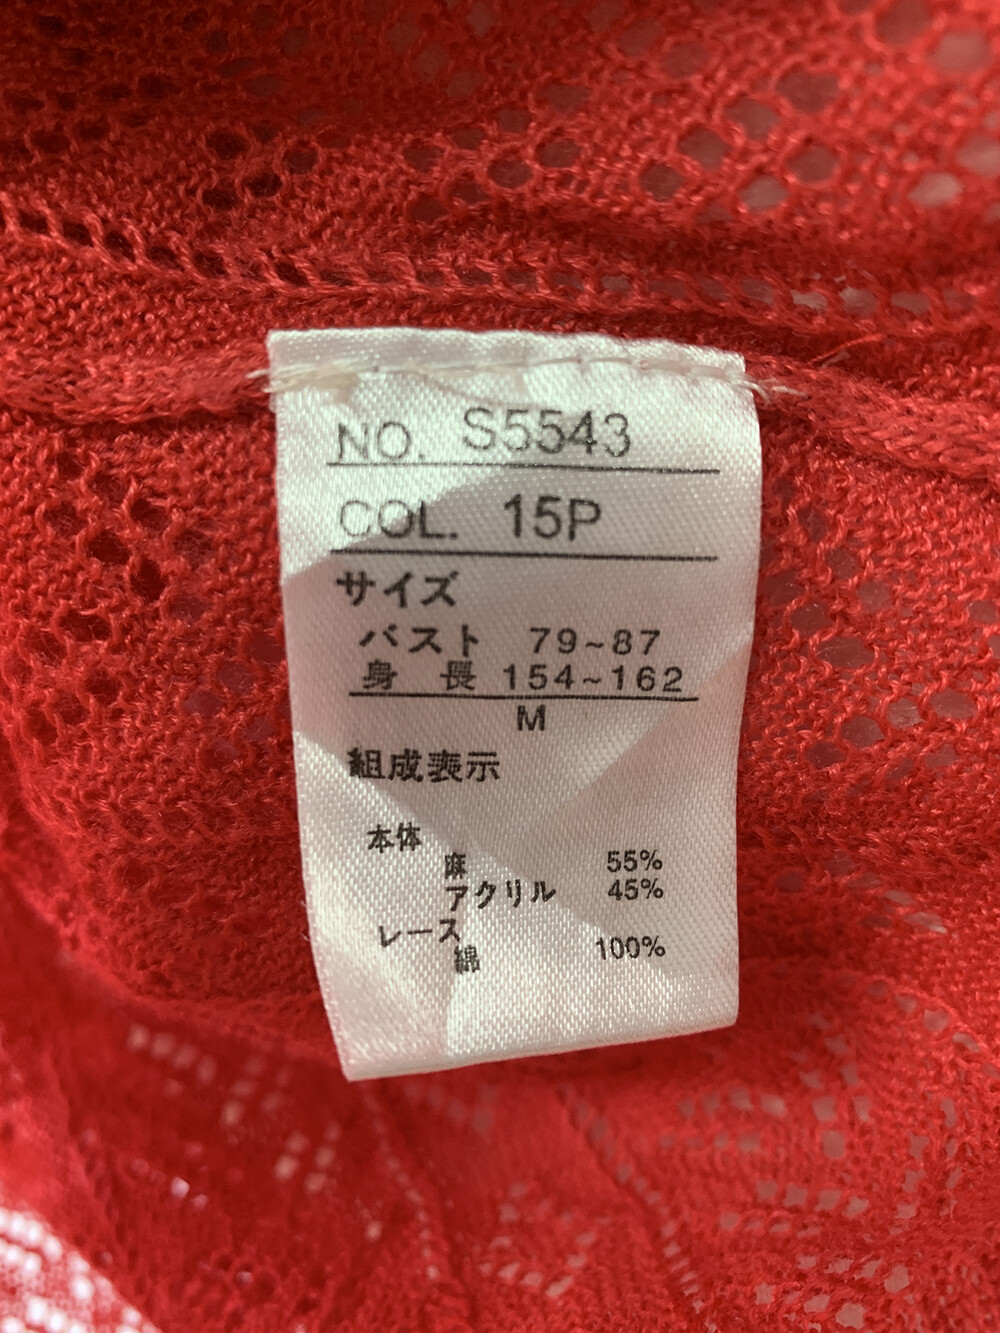 NO. S5543
COL. 15P
サイズ
バスト 79~87
身 長 154~162
M
組成表示
本体
麻 55%
アクリル 45%
レース
綿 100%